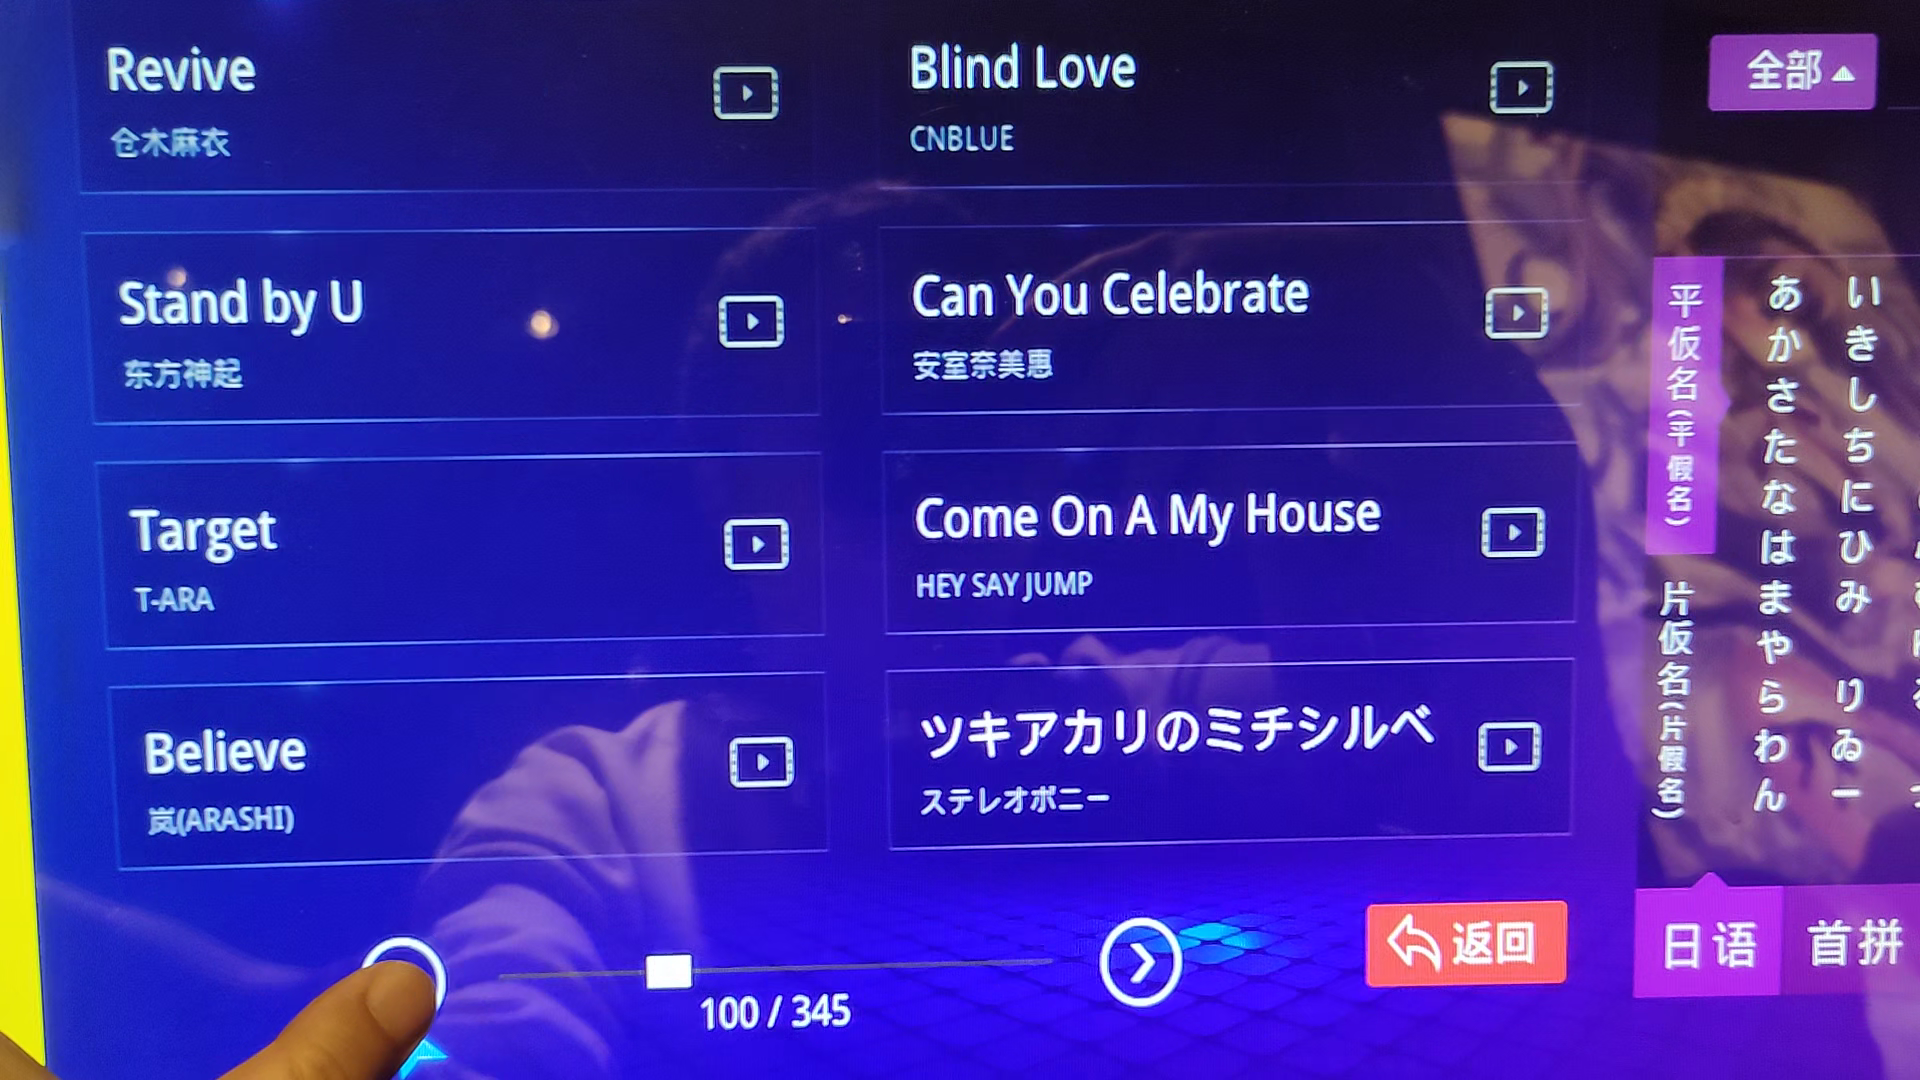 Revive
仓木麻衣
Blind Love
CNBLUE
全部
Stand by U
东方神起
Can You Celebrate
安室奈美惠
Target
T-ARA
Come On A My House
HEY SAY JUMP
Believe
岚(ARASHI)
ツキアカリのミチシルベ
ステレオポニー
平仮名(平假名)
片仮名(片假名)
あかさたなはまやらわん
いきしちにひみ りゐー
100 / 345
返回
日语
首拼